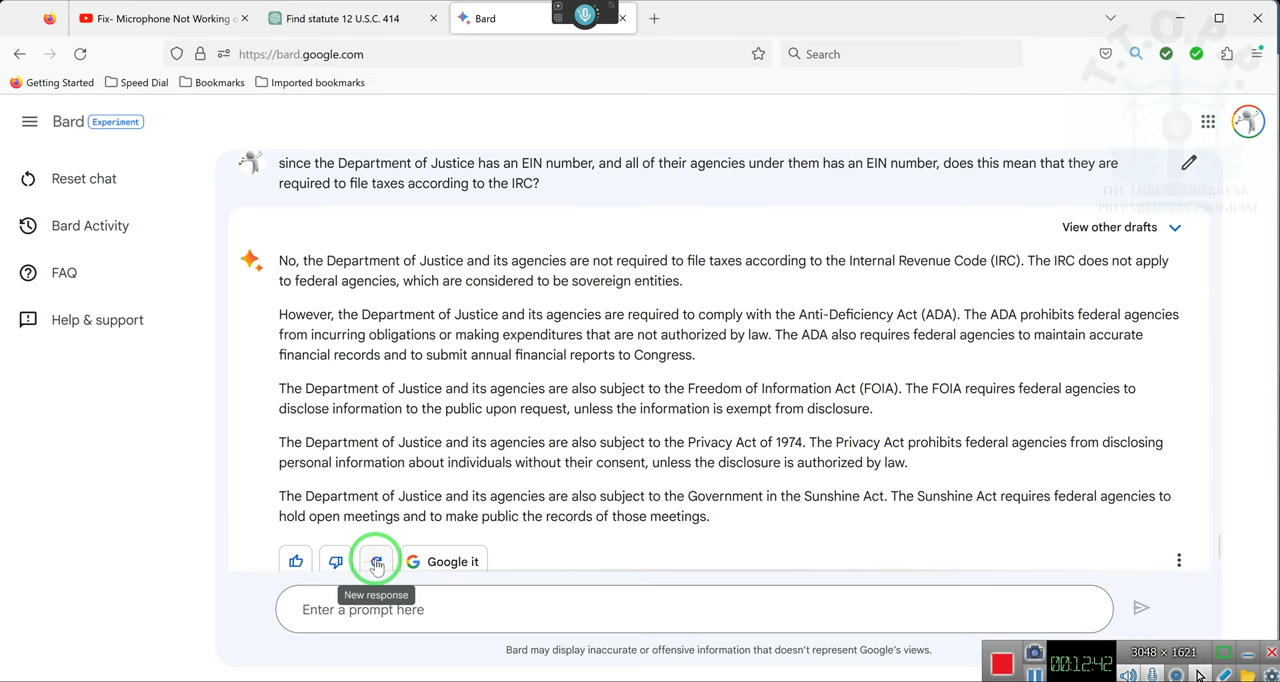 Fix- Microphone Not Working o
Find statute 12 U.S.C. 414
Bard
https://bard.google.com
Search
Getting Started
Speed Dial
Bookmarks
Imported bookmarks
T.T.O.P.P.
THE THREAT OUTBREAK
PREPAREDNESS PROGRAM
Bard Experiment
Reset chat
Bard Activity
FAQ
Help & support
since the Department of Justice has an EIN number, and all of their agencies under them has an EIN number, does this mean that they are
required to file taxes according to the IRC?
View other drafts
No, the Department of Justice and its agencies are not required to file taxes according to the Internal Revenue Code (IRC). The IRC does not apply
to federal agencies, which are considered to be sovereign entities.
However, the Department of Justice and its agencies are required to comply with the Anti-Deficiency Act (ADA). The ADA prohibits federal agencies
from incurring obligations or making expenditures that are not authorized by law. The ADA also requires federal agencies to maintain accurate
financial records and to submit annual financial reports to Congress.
The Department of Justice and its agencies are also subject to the Freedom of Information Act (FOIA). The FOIA requires federal agencies to
disclose information to the public upon request, unless the information is exempt from disclosure.
The Department of Justice and its agencies are also subject to the Privacy Act of 1974. The Privacy Act prohibits federal agencies from disclosing
personal information about individuals without their consent, unless the disclosure is authorized by law.
The Department of Justice and its agencies are also subject to the Government in the Sunshine Act. The Sunshine Act requires federal agencies to
hold open meetings and to make public the records of those meetings.
Google it
New response
Enter a prompt here
Bard may display inaccurate or offensive information that doesn't represent Google's views.
00:12:42
3048 × 1621